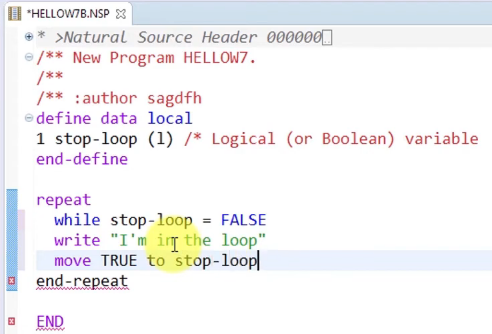 *HELLOW7B.NSP
* >Natural Source Header 000000
/** New Program HELLOW7.
/**
/** :author sagdfh
define data local
1 stop-loop (l) /* Logical (or Boolean) variable
end-define
repeat
while stop-loop = FALSE
write "I'm in the loop"
move TRUE to stop-loop
end-repeat
END